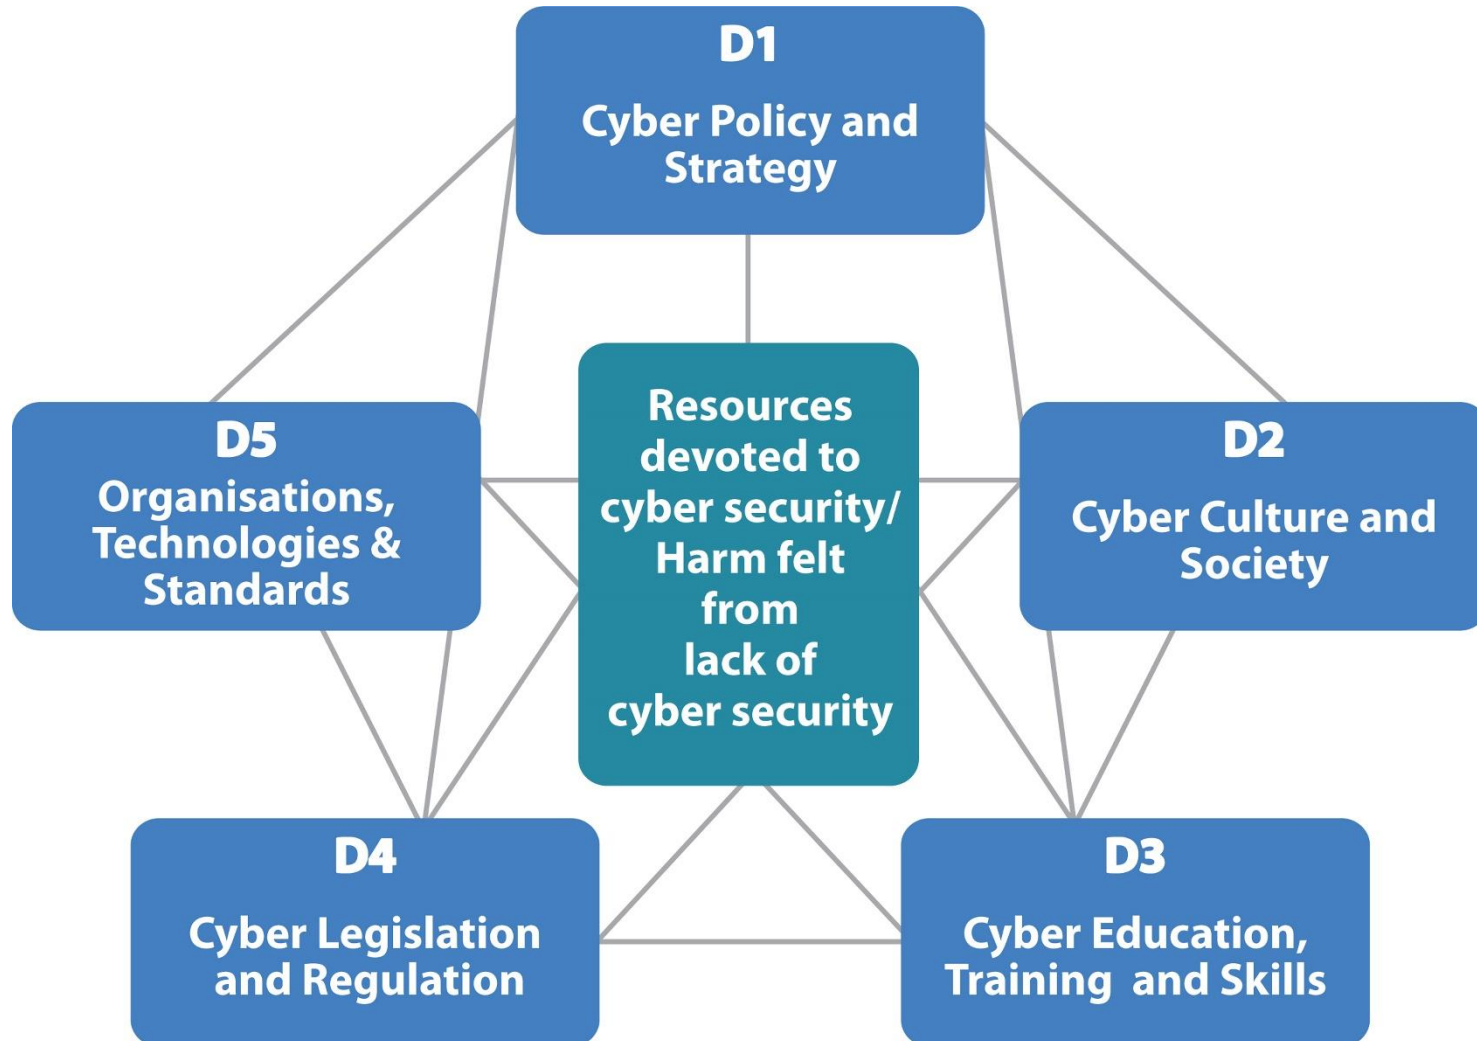 D1
Cyber Policy and
Strategy
Resources
devoted to
cyber security/
Harm felt
from
lack of
cyber security
D5
Organisations,
Technologies &
Standards
D2
Cyber Culture and
Society
D4
Cyber Legislation
and Regulation
D3
Cyber Education,
Training and Skills